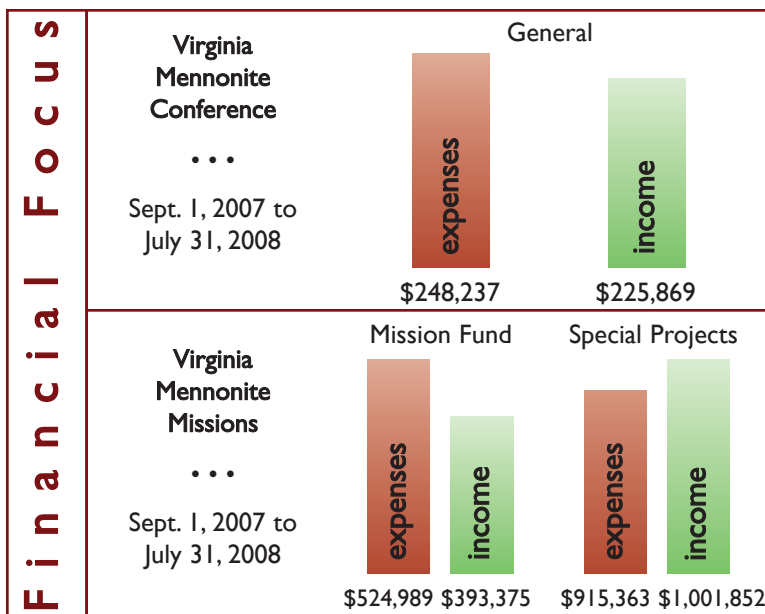 Financial Focus
Virginia
Mennonite
Conference
...
Sept. 1, 2007 to
July 31, 2008
General
expenses
income
$248,237
$225,869
Virginia
Mennonite
Missions
...
Sept. 1, 2007 to
July 31, 2008
Mission Fund
expenses
income
$524,989
$393,375
Special Projects
expenses
income
$915,363
$1,001,852